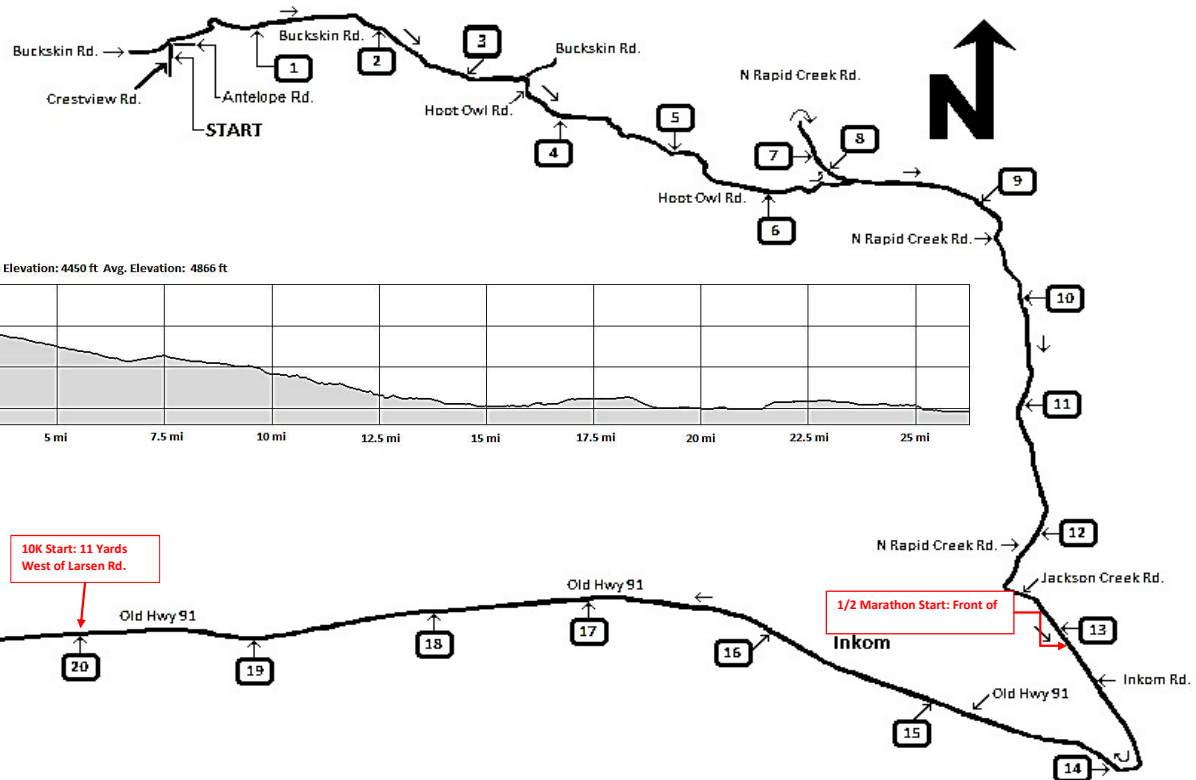 Buckskin Rd.
Buckskin Rd.
1
2
3
Buckskin Rd.
Crestview Rd.
Antelope Rd.
START
Hoot Owl Rd.
4
5
N Rapid Creek Rd.
7
8
N
Hoot Owl Rd.
6
9
N Rapid Creek Rd.
Elevation: 4450 ft Avg. Elevation: 4866 ft
10
11
5 mi
7.5 mi
10 mi
12.5 mi
15 mi
17.5 mi
20 mi
22.5 mi
25 mi
12
N Rapid Creek Rd.
Jackson Creek Rd.
10K Start: 11 Yards
West of Larsen Rd.
1/2 Marathon Start: Front of
Inkom
13
Inkom Rd.
Old Hwy 91
Old Hwy 91
20
19
18
17
16
Old Hwy 91
15
14